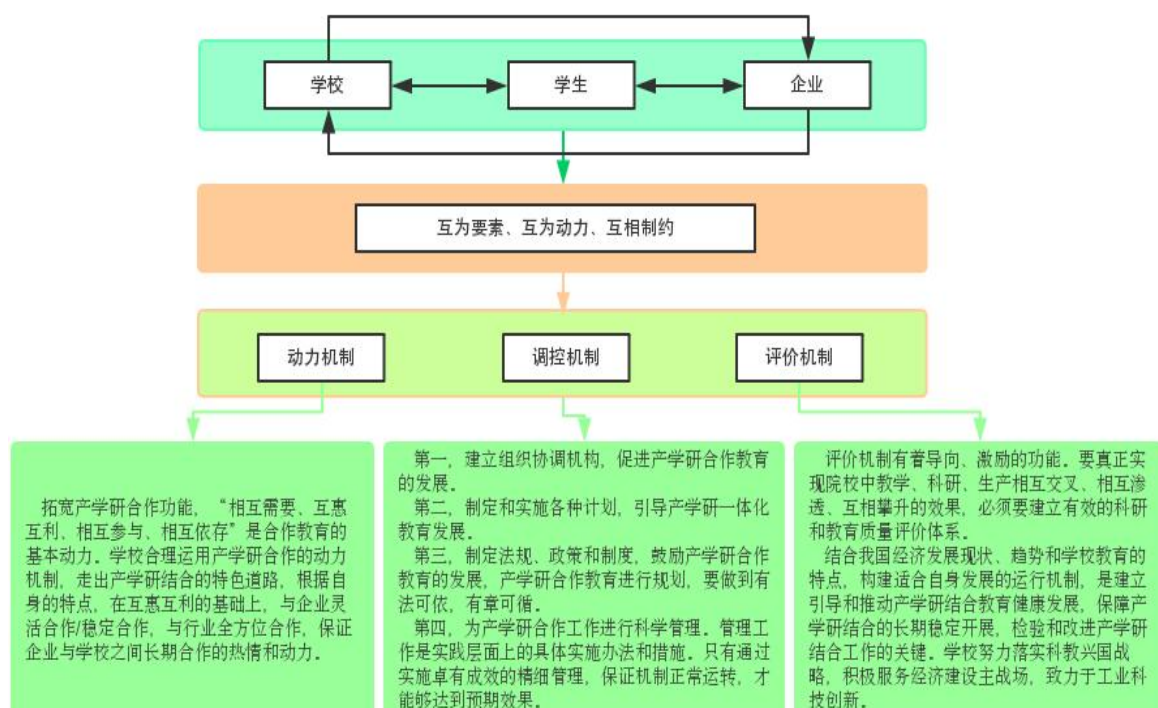 学校
学生
企业
互为要素、互为动力、互相制约
动力机制
调控机制
评价机制
拓宽产学研合作功能，“相互需要、互惠
互利、相互参与、相互依存”是合作教育的
基本动力。学校合理运用产学研合作的动力
机制，走出产学研结合的特色道路，根据自
身的特点，在互惠互利的基础上，与企业灵
活合作/稳定合作，与行业全方位合作，保证
企业与学校之间长期合作的热情和动力。
第一，建立组织协调机构，促进产学研合作教育
的发展。
第二，制定和实施各种计划，引导产学研一体化
教育发展。
第三，制定法规、政策和制度，鼓励产学研合作
教育的发展，产学研合作教育进行规划，要做到有
法可依，有章可循。
第四，为产学研合作工作进行科学管理。管理工
作是实践层面上的具体实施办法和措施。只有通过
实施卓有成效的精细管理，保证机制正常运转，才
能够达到预期效果。
评价机制有着导向、激励的功能。要真正实
现院校中教学、科研、生产相互交叉、相互渗
透、互相攀升的效果，必须要建立有效的科研
和教育质量评价体系。
结合我国经济发展现状、趋势和学校教育的
特点，构建适合自身发展的运行机制，是建立
引导和推动产学研结合教育健康发展，保障产
学研结合的长期稳定开展，检验和改进产学研
结合工作的关键。学校努力落实科教兴国战
略，积极服务经济建设主战场，致力于工业科
技创新。